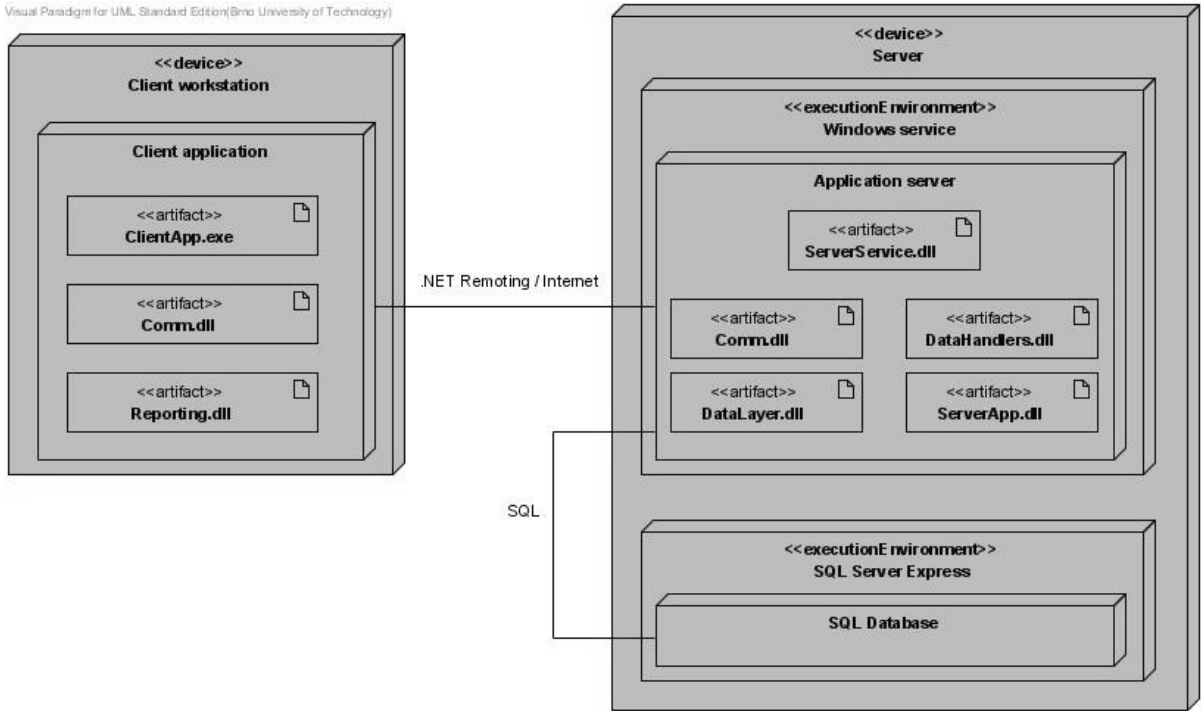 Visual Paradigm for UML Standard Edition(Brno University of Technology)
<<device>>
Client workstation
Client application
<<artifact>>
ClientApp.exe
<<artifact>>
Comm.dll
<<artifact>>
Reporting.dll
.NET Remoting / Internet
SQL
<<device>>
Server
<<executionEnvironment>>
Windows service
Application server
<<artifact>>
ServerService.dll
<<artifact>>
Comm.dll
<<artifact>>
DataHandlers.dll
<<artifact>>
DataLayer.dll
<<artifact>>
ServerApp.dll
<<executionEnvironment>>
SQL Server Express
SQL Database